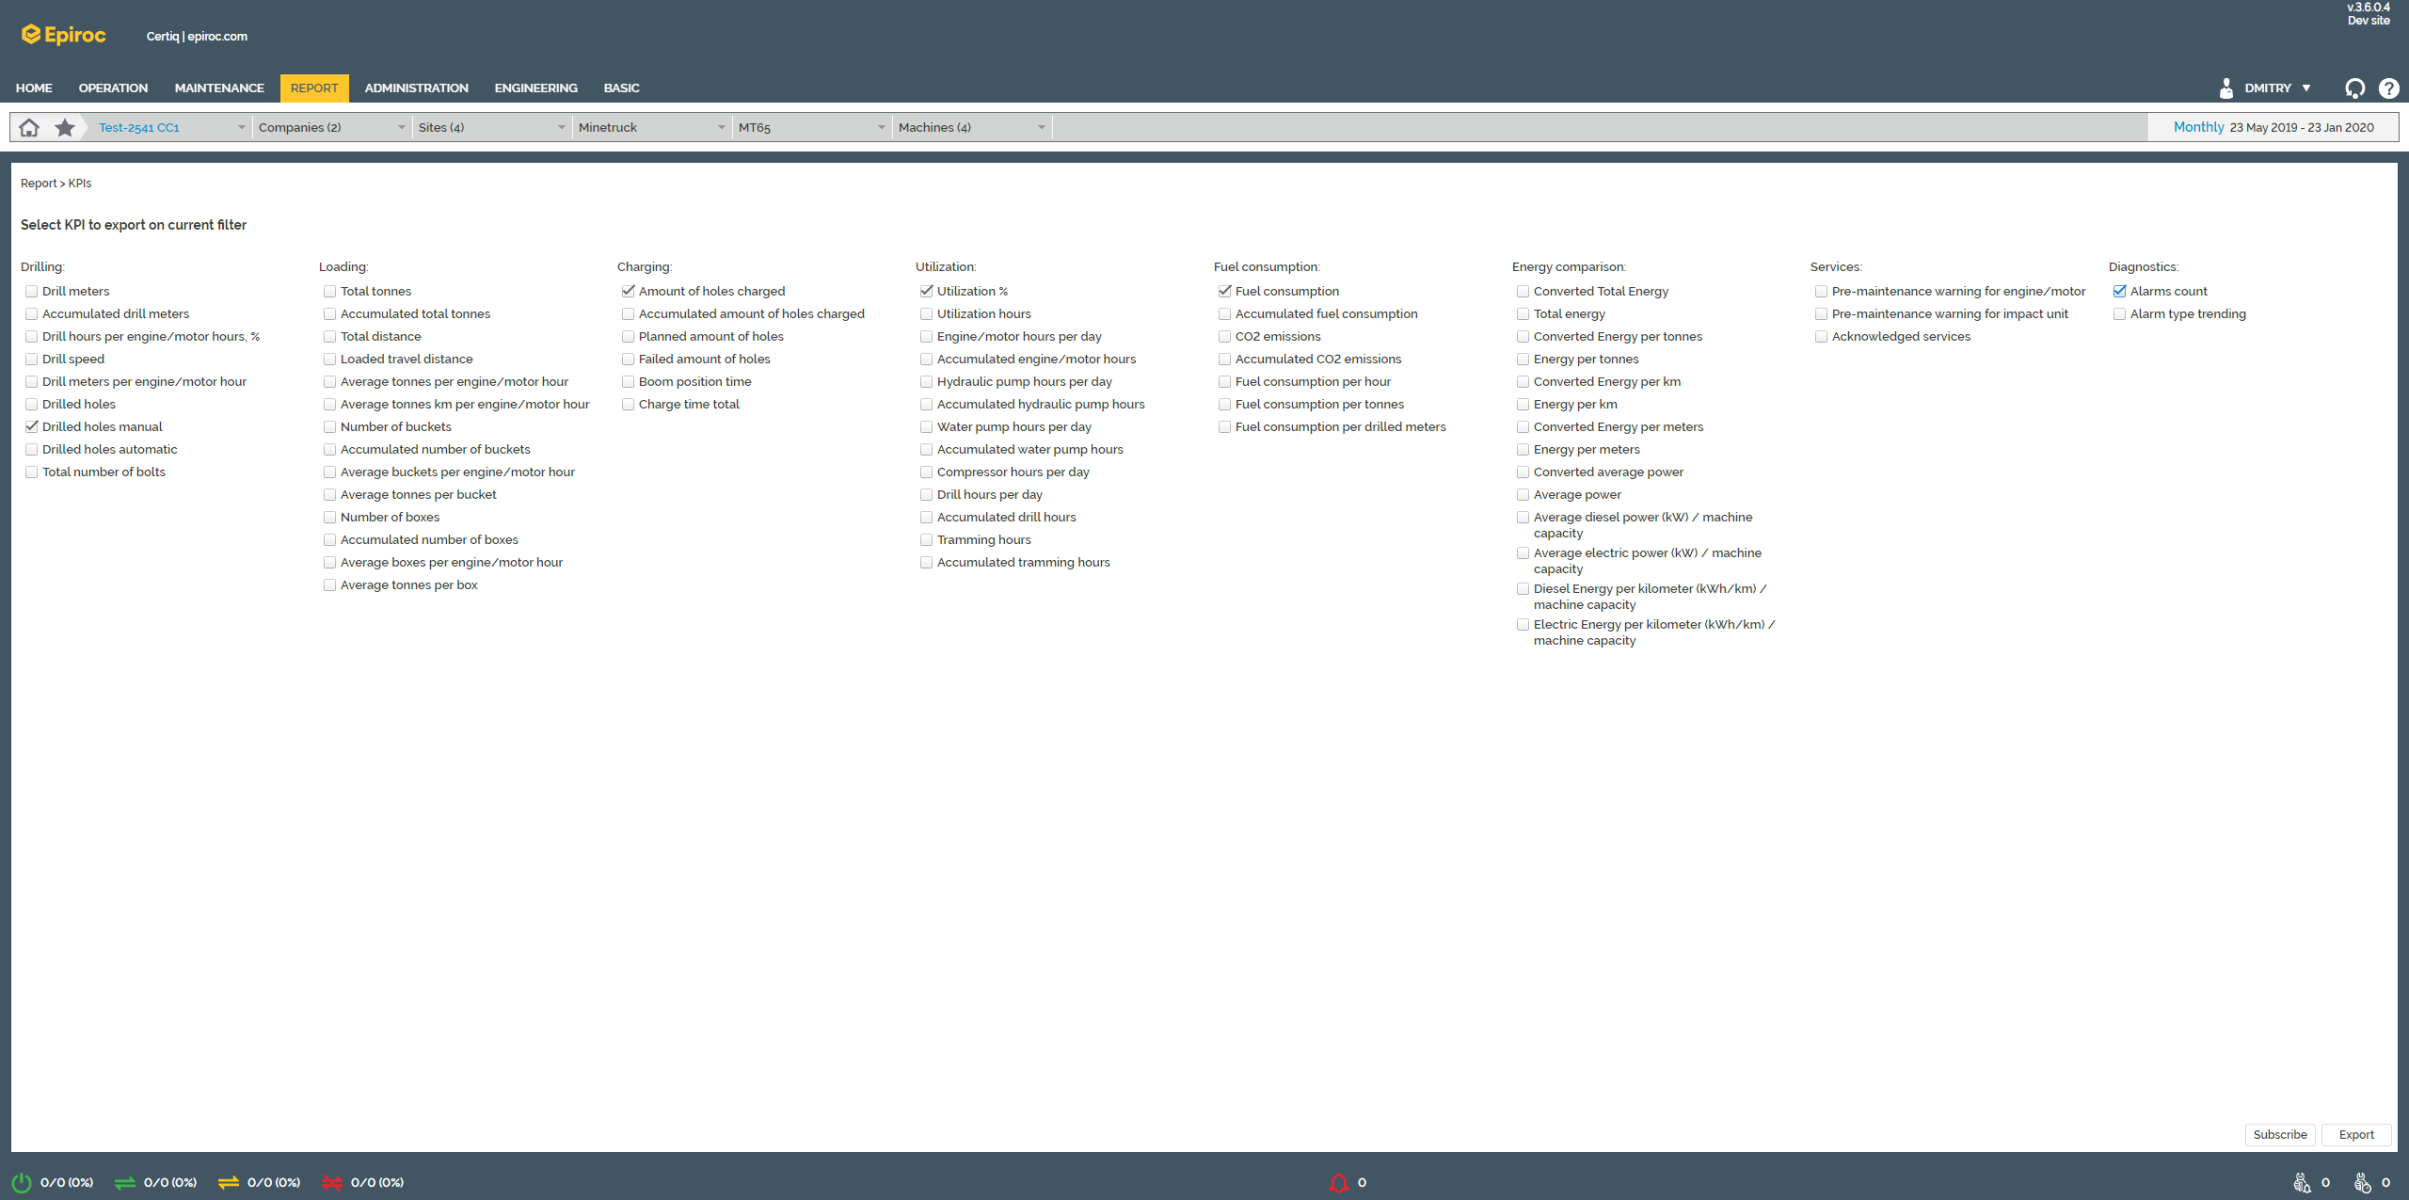 v.3.6.0.4
Dev site
Epiroc
Certiq | epiroc.com
HOME OPERATION MAINTENANCE REPORT ADMINISTRATION ENGINEERING BASIC DMITRY ?
Test-2541 CC1 Companies (2) Sites (4) Minetruck MT65 Machines (4) Monthly 23 May 2019 - 23 Jan 2020
Report > KPIs
Select KPI to export on current filter
Drilling:
Drill meters
Accumulated drill meters
Drill hours per engine/motor hours, %
Drill speed
Drill meters per engine/motor hour
Drilled holes
Drilled holes manual
Drilled holes automatic
Total number of bolts
Loading:
Total tonnes
Accumulated total tonnes
Total distance
Loaded travel distance
Average tonnes per engine/motor hour
Average tonnes km per engine/motor hour
Number of buckets
Accumulated number of buckets
Average buckets per engine/motor hour
Average tonnes per bucket
Number of boxes
Accumulated number of boxes
Average boxes per engine/motor hour
Average tonnes per box
Charging:
Amount of holes charged
Accumulated amount of holes charged
Planned amount of holes
Failed amount of holes
Boom position time
Charge time total
Utilization:
Utilization %
Utilization hours
Engine/motor hours per day
Accumulated engine/motor hours
Hydraulic pump hours per day
Accumulated hydraulic pump hours
Water pump hours per day
Accumulated water pump hours
Compressor hours per day
Drill hours per day
Accumulated drill hours
Tramming hours
Accumulated tramming hours
Fuel consumption:
Fuel consumption
Accumulated fuel consumption
CO2 emissions
Accumulated CO2 emissions
Fuel consumption per hour
Fuel consumption per tonnes
Fuel consumption per drilled meters
Energy comparison:
Converted Total Energy
Total energy
Converted Energy per tonnes
Energy per tonnes
Converted Energy per km
Energy per km
Converted Energy per meters
Energy per meters
Converted average power
Average power
Average diesel power (kW) / machine
capacity
Average electric power (kW) / machine
capacity
Diesel Energy per kilometer (kWh/km) /
machine capacity
Electric Energy per kilometer (kWh/km) /
machine capacity
Services:
Pre-maintenance warning for engine/motor
Pre-maintenance warning for impact unit
Acknowledged services
Diagnostics:
Alarms count
Alarm type trending
Subscribe Export
0/0 (0%) 0/0 (0%) 0/0 (0%) 0/0 (0%) 0 0 0